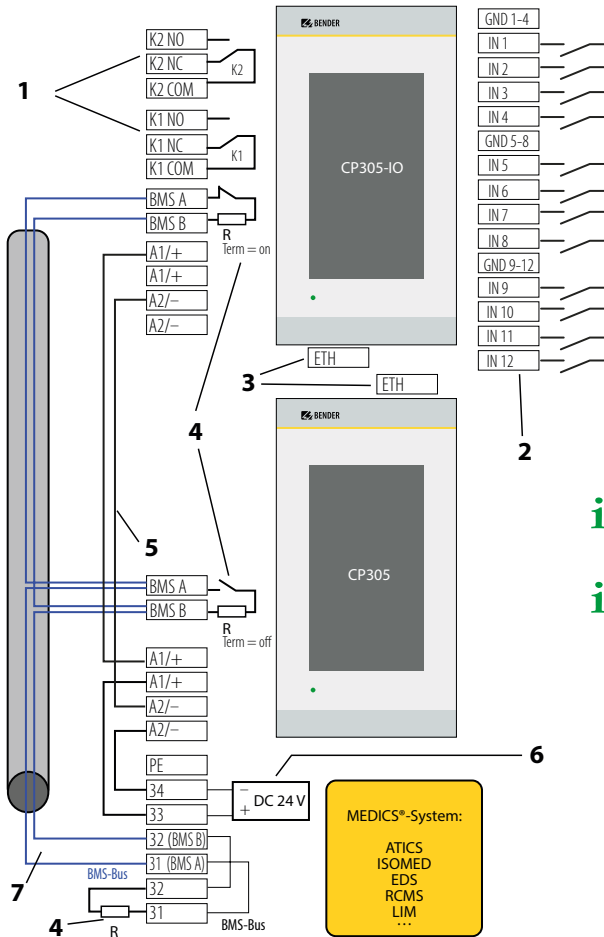 K2 NO
K2 NC
K2 COM
K2
K1 NO
K1 NC
K1 COM
K1
1
BMS A
BMS B
R
Term = on
A1/+
A1/+
A2/–
A2/–
BENDER
CP305-IO
GND 1-4
IN 1
IN 2
IN 3
IN 4
GND 5-8
IN 5
IN 6
IN 7
IN 8
GND 9-12
IN 9
IN 10
IN 11
IN 12
2
ETH
3
ETH
4
5
BENDER
CP305
i
i
BMS A
BMS B
R
Term = off
A1/+
A1/+
A2/–
A2/–
PE
34
33
–
+
DC 24 V
6
32 (BMS B)
31 (BMS A)
32
31
BMS-Bus
BMS-Bus
7
4
R
MEDICS®-System:
ATICS
ISOMED
EDS
RCMS
LIM
...